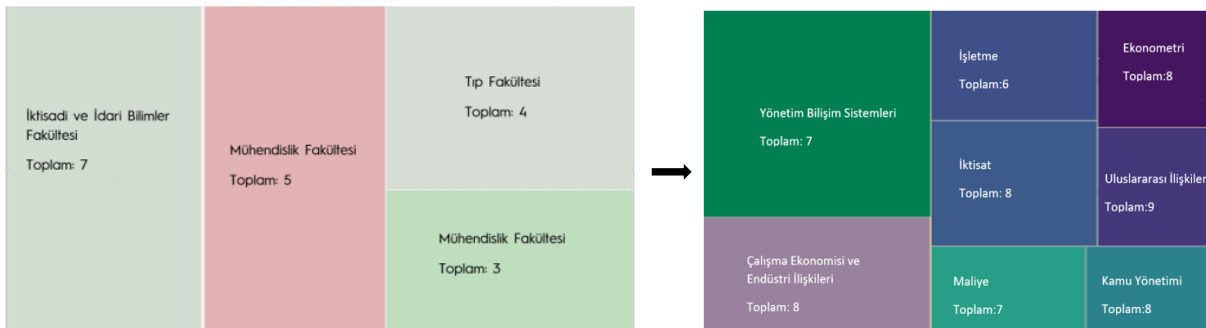 İktisadi ve İdari Bilimler
Fakültesi
Toplam: 7
Mühendislik Fakültesi
Toplam: 5
Tıp Fakültesi
Toplam: 4
Mühendislik Fakültesi
Toplam: 3
Yönetim Bilişim Sistemleri
Toplam: 7
Çalışma Ekonomisi ve
Endüstri İlişkileri
Toplam: 8
İşletme
Toplam:6
İktisat
Toplam: 8
Maliye
Toplam:7
Ekonometri
Toplam:8
Uluslararası İlişkiler
Toplam:9
Kamu Yönetimi
Toplam:8